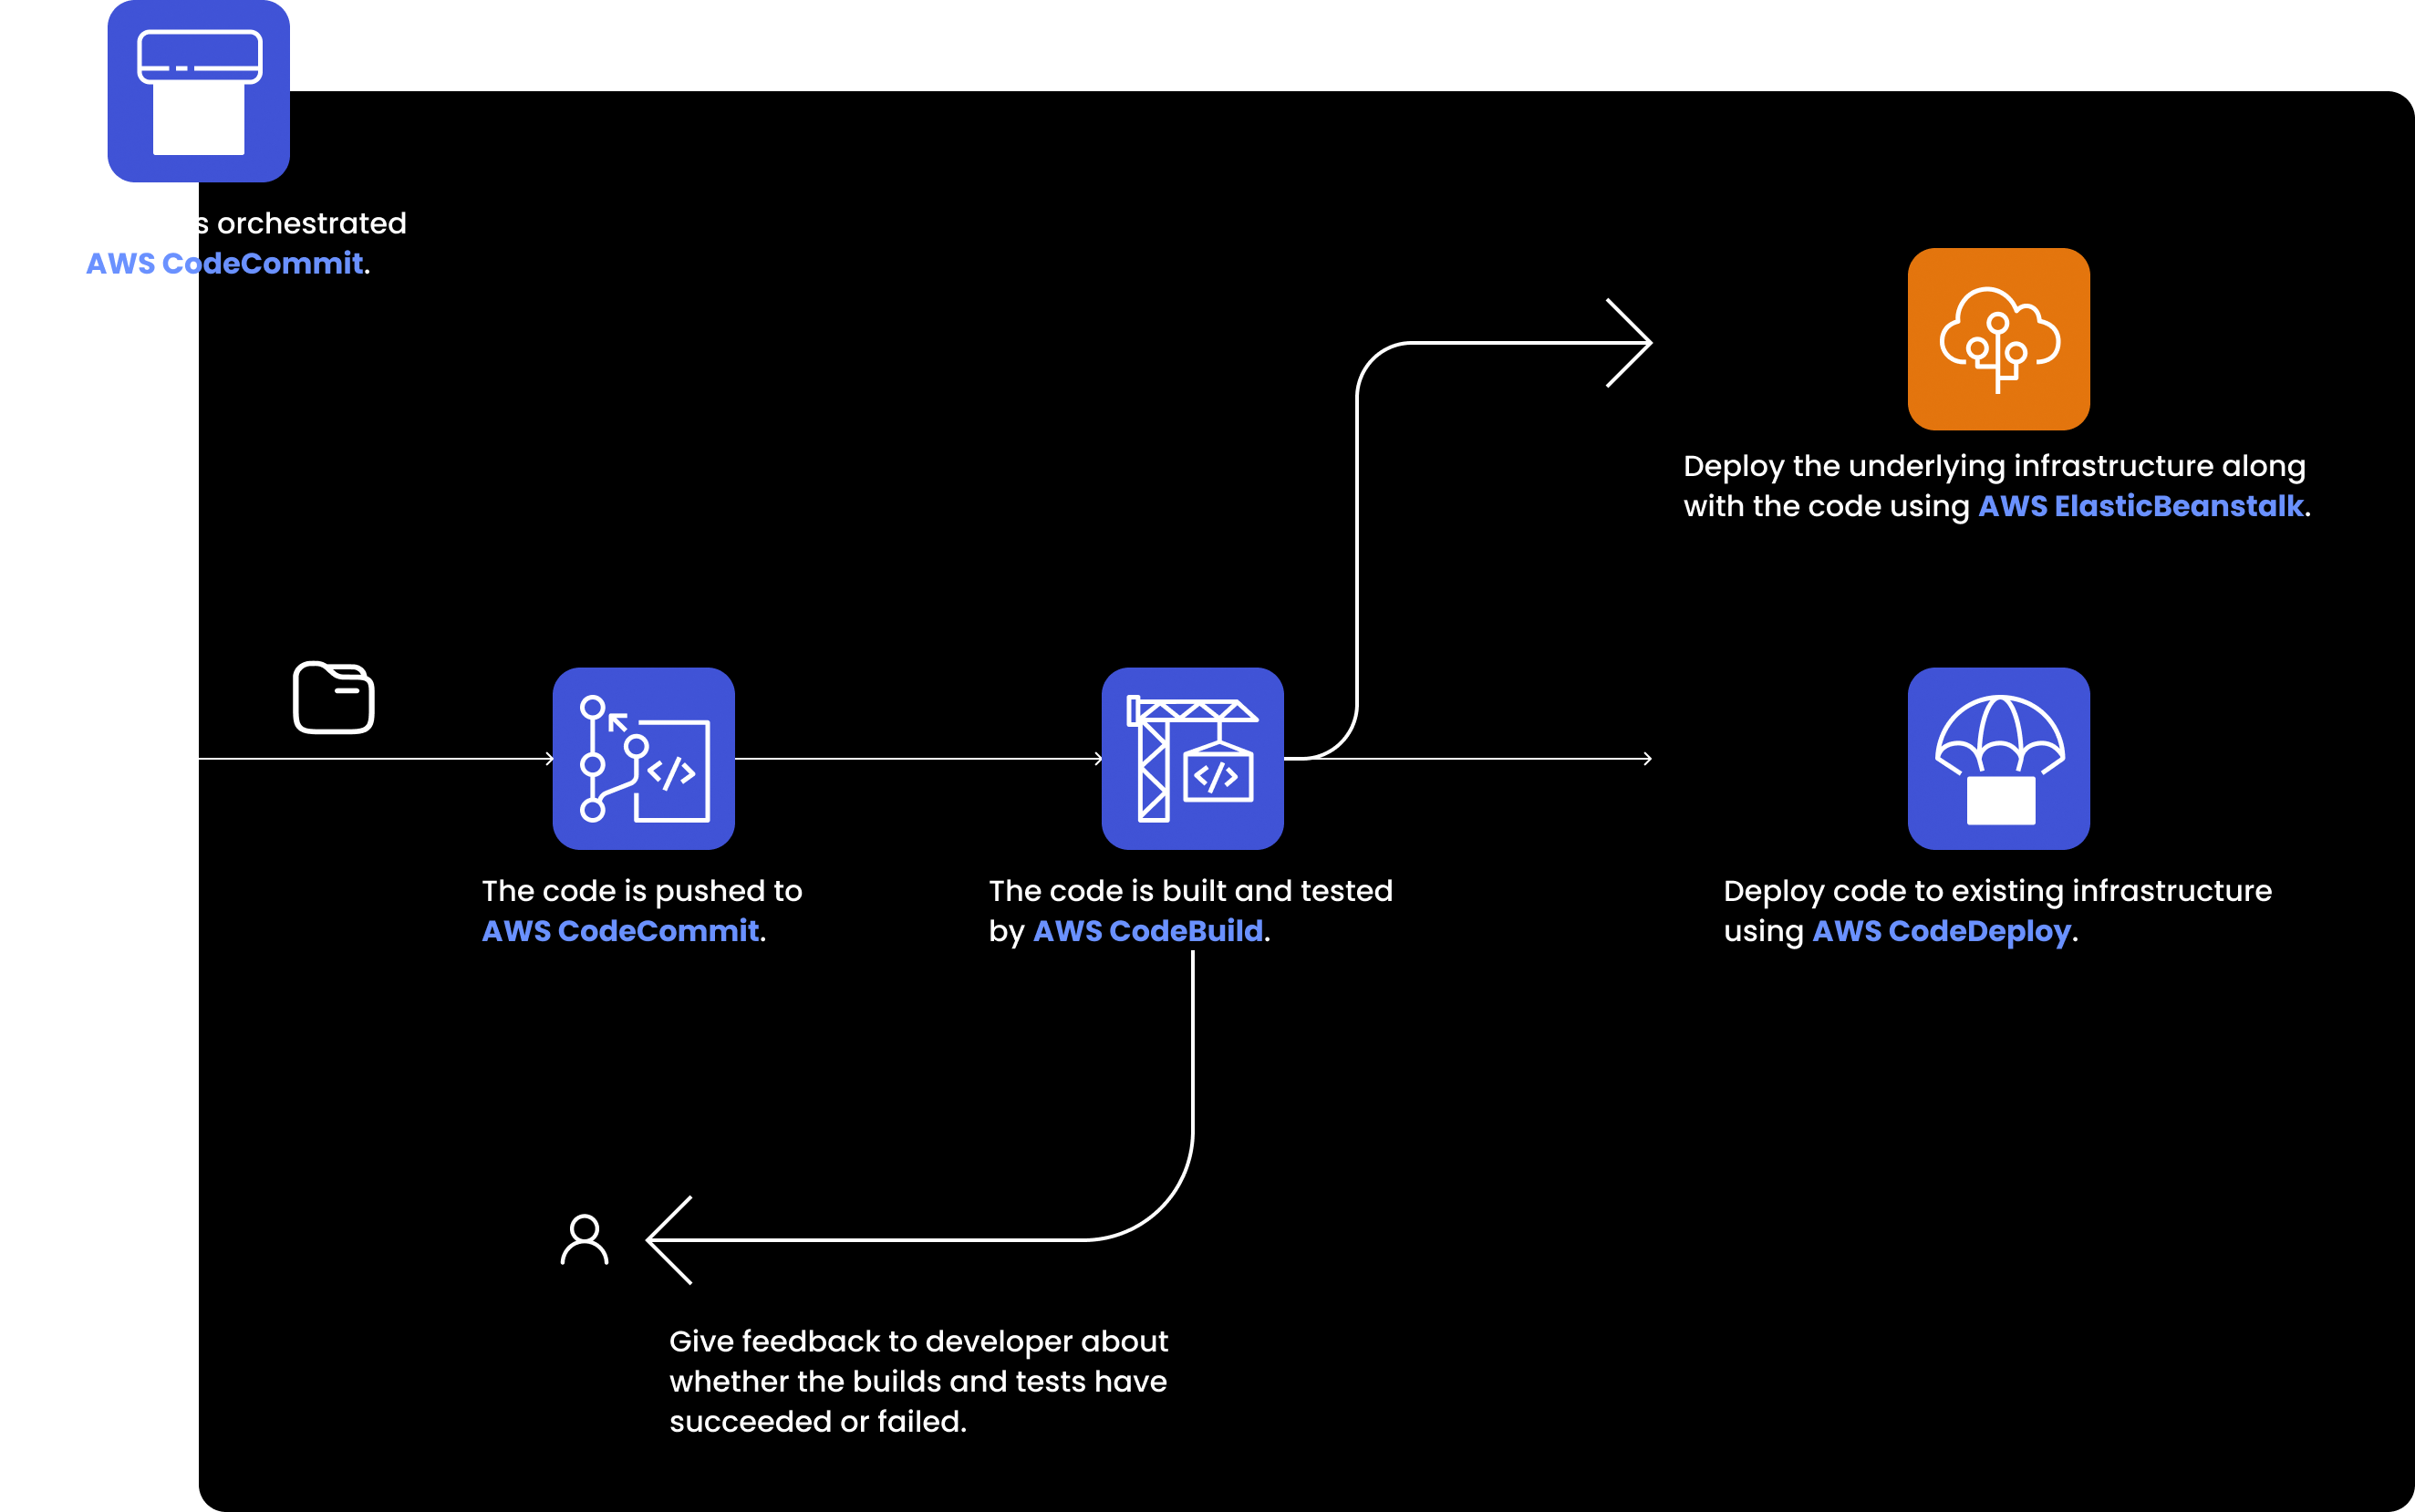 s orchestrated
AWS CodeCommit.
Deploy the underlying infrastructure along
with the code using AWS ElasticBeanstalk.
The code is pushed to
AWS CodeCommit.
The code is built and tested
by AWS CodeBuild.
Deploy code to existing infrastructure
using AWS CodeDeploy.
Give feedback to developer about
whether the builds and tests have
succeeded or failed.